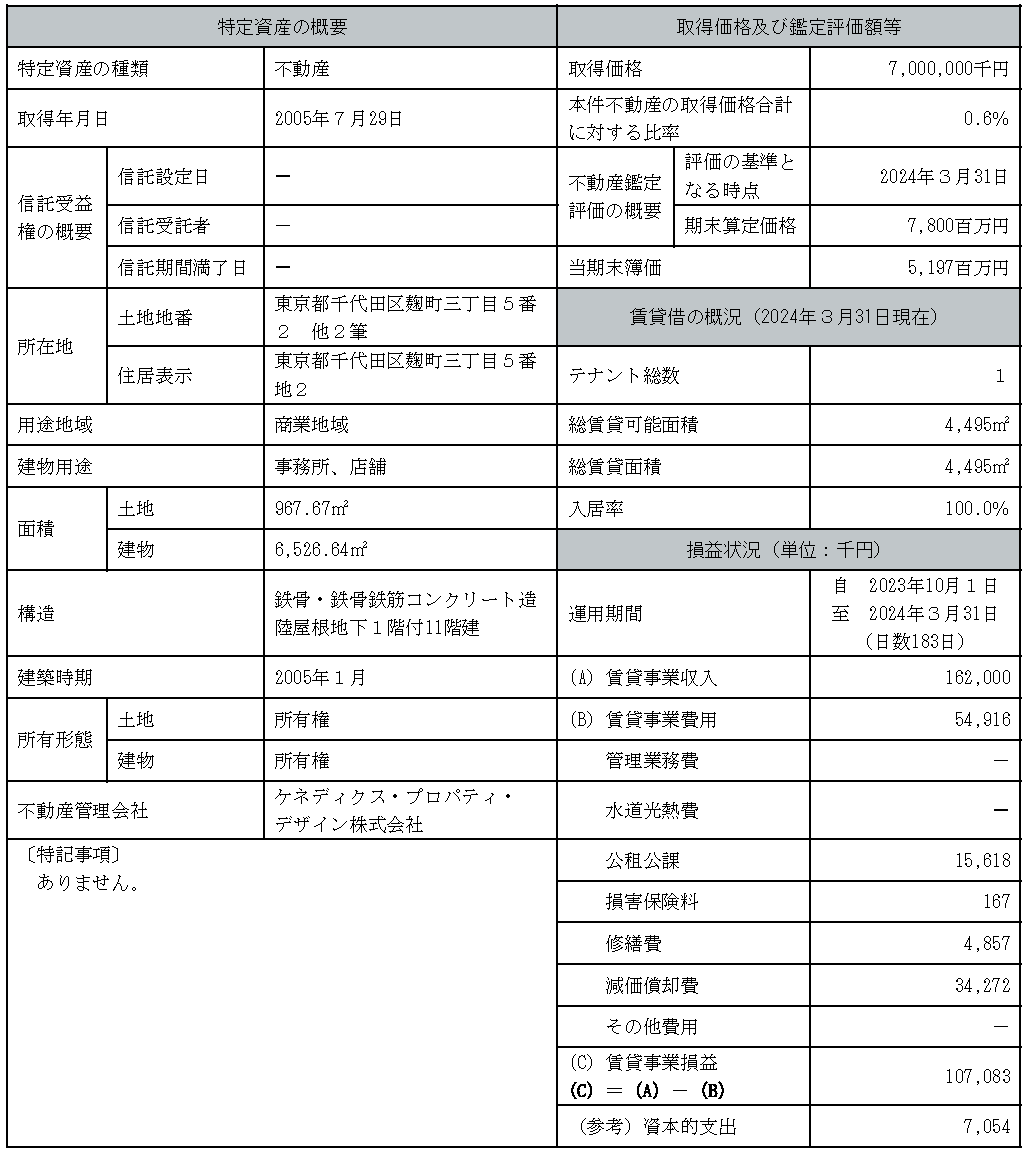 特定資産の概要
取得価格及び鑑定評価額等
特定資産の種類
不動産
取得価格
7,000,000千円
取得年月日
2005年７月29日
本件不動産の取得価格合計
に対する比率
0.6%
信託受益
権の概要
信託設定日
－
不動産鑑定
評価の概要
評価の基準と
なる時点
2024年３月31日
信託受託者
－
期末算定価格
7,800百万円
信託期間満了日
－
当期末簿価
5,197百万円
所在地
土地地番
東京都千代田区麹町三丁目５番
２　他２筆
賃貸借の概況（2024年３月31日現在）
住居表示
東京都千代田区麹町三丁目５番
地２
テナント総数
1
用途地域
商業地域
総賃貸可能面積
4,495㎡
建物用途
事務所、店舗
総賃貸面積
4,495㎡
面積
土地
967.67㎡
入居率
100.0%
建物
6,526.64㎡
損益状況（単位：千円）
構造
鉄骨・鉄骨鉄筋コンクリート造
陸屋根地下１階付11階建
運用期間
自　2023年10月１日
至　2024年３月31日
（日数183日）
建築時期
2005年１月
(A) 賃貸事業収入
162,000
所有形態
土地
所有権
(B) 賃貸事業費用
54,916
建物
所有権
管理業務費
－
不動産管理会社
ケネディクス・プロパティ・
デザイン株式会社
水道光熱費
－
〔特記事項〕
ありません。
公租公課
15,618
損害保険料
167
修繕費
4,857
減価償却費
34,272
その他費用
－
(C) 賃貸事業損益
(C) ＝ (A) － (B)
107,083
（参考）資本的支出
7,054